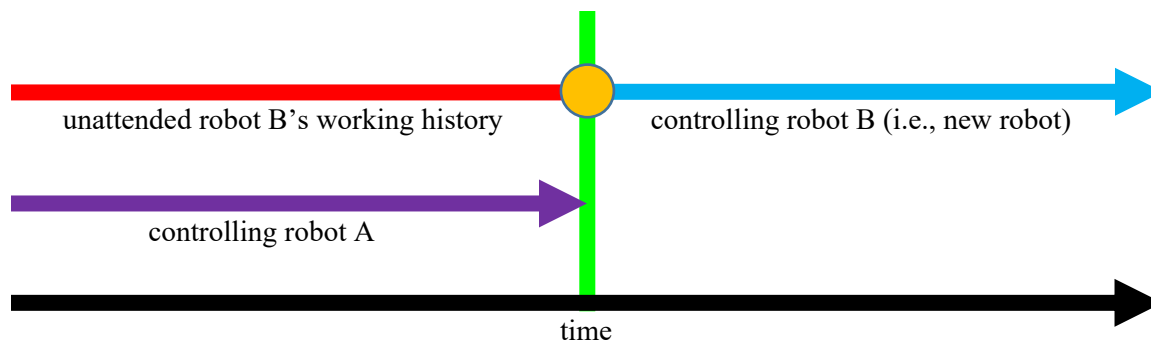 unattended robot B’s working history
controlling robot B (i.e., new robot)
controlling robot A
time